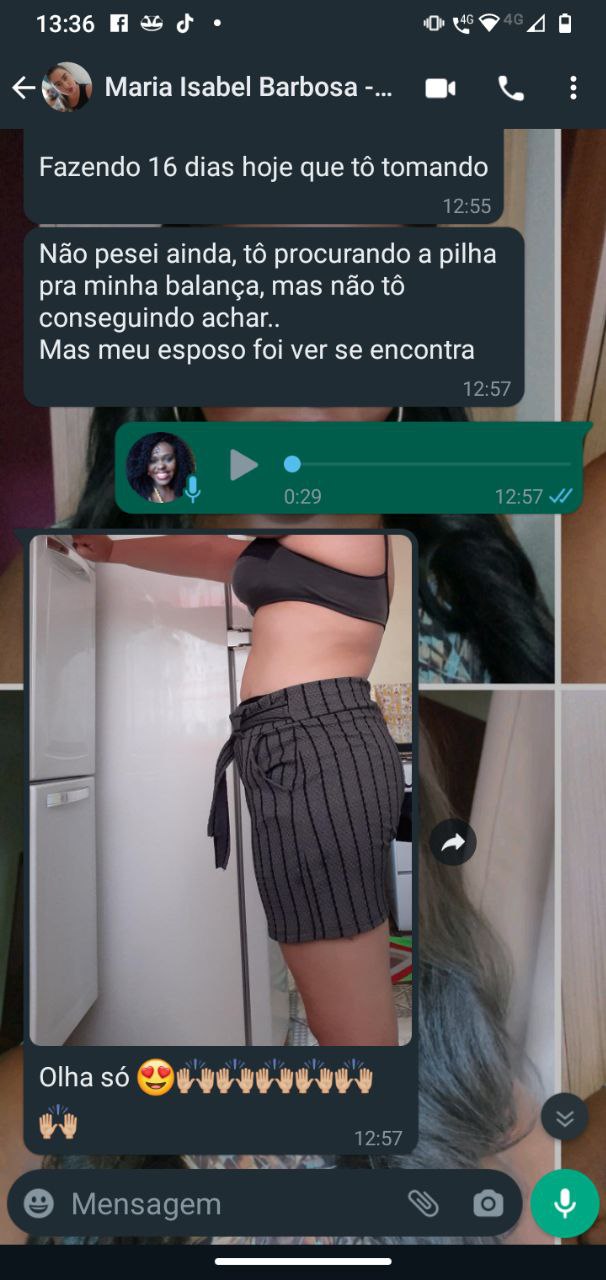 13:36
4G 4G
Maria Isabel Barbosa -...
Fazendo 16 dias hoje que tô tomando
12:55
Não pesei ainda, tô procurando a pilha
pra minha balança, mas não tô
conseguindo achar..
Mas meu esposo foi ver se encontra
12:57
0:29 12:57
Olha só 😍🙌🏼🙌🏼🙌🏼🙌🏼🙌🏼
🙌🏼
12:57
Mensagem